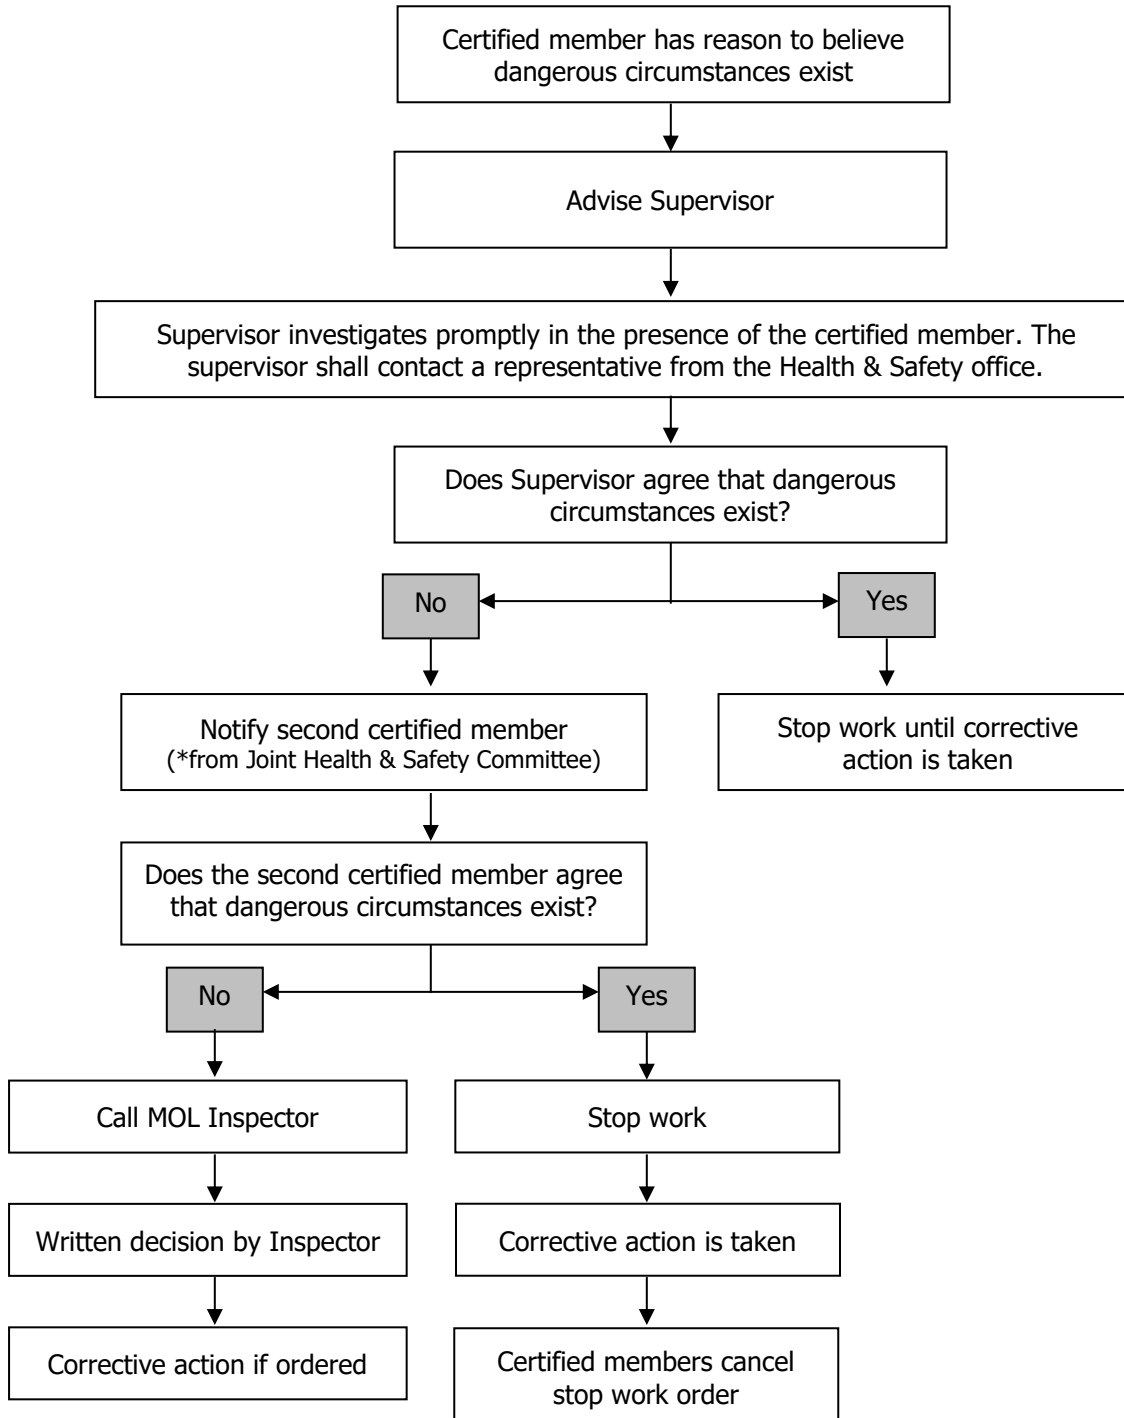 Certified member has reason to believe
dangerous circumstances exist
Advise Supervisor
Supervisor investigates promptly in the presence of the certified member. The
supervisor shall contact a representative from the Health & Safety office.
Does Supervisor agree that dangerous
circumstances exist?
No
Yes
Notify second certified member
(*from Joint Health & Safety Committee)
Stop work until corrective
action is taken
Does the second certified member agree
that dangerous circumstances exist?
No
Yes
Call MOL Inspector
Stop work
Written decision by Inspector
Corrective action is taken
Corrective action if ordered
Certified members cancel
stop work order